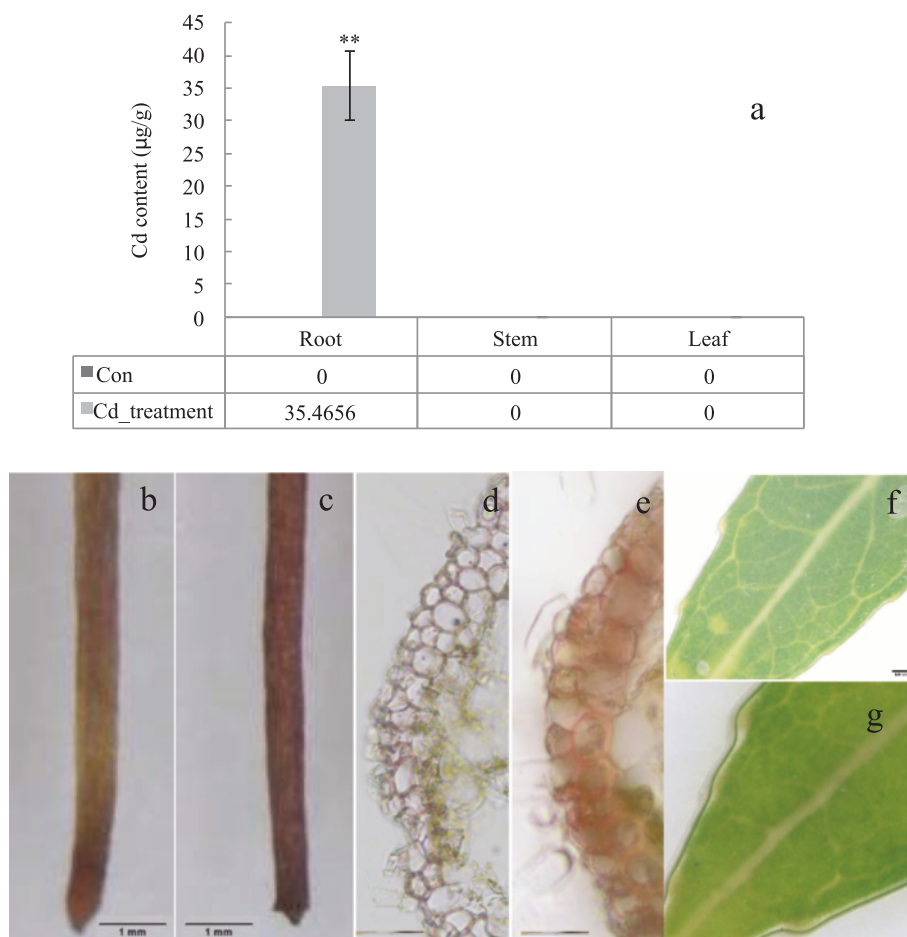 45
**
40
35
30
25
20
15
10
5
0
Cd content (µg/g)
a
Root Stem Leaf
Con 0 0 0
Cd_treatment 35.4656 0 0
b c d e f
g
1 mm 1 mm